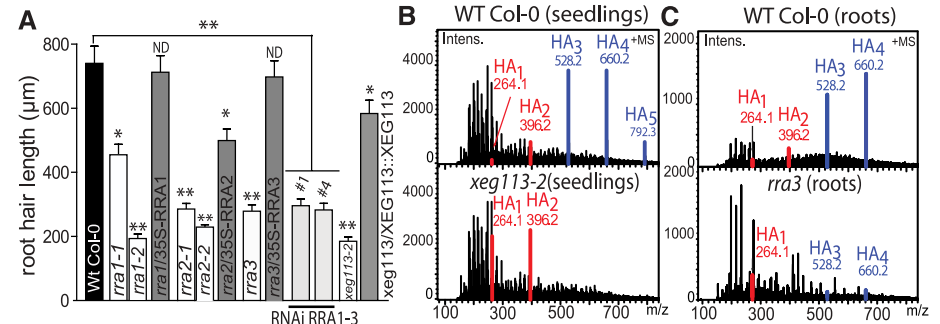 A
**
root hair length (µm)
800
600
400
200
0
ND
ND
*
**
**
**
*
**
#1
#4
**
*
Wt Col-0
rra1-1
rra1-2
rra1/35S-RRA1
rra2-1
rra2-2
rra2/35S-RRA2
rra3
rra3/35S-RRA3
xeg113-2
xeg113/XEG113::XEG113
RNAi RRA1-3
B
WT Col-0 (seedlings)
Intens.
+MS
4000
2000
0
HA1
264.1
HA2
396.2
HA3
528.2
HA4
660.2
HA5
792.3
xeg113-2(seedlings)
4000
2000
0
HA1
264.1
HA2
396.2
100
300
500
700
m/z
C
WT Col-0 (roots)
Intens.
+MS
2000
1000
0
HA1
264.1
HA2
396.2
HA3
528.2
HA4
660.2
rra3 (roots)
2000
1000
0
HA1
264.1
HA3
528.2
HA4
660.2
100
300
500
700
m/z